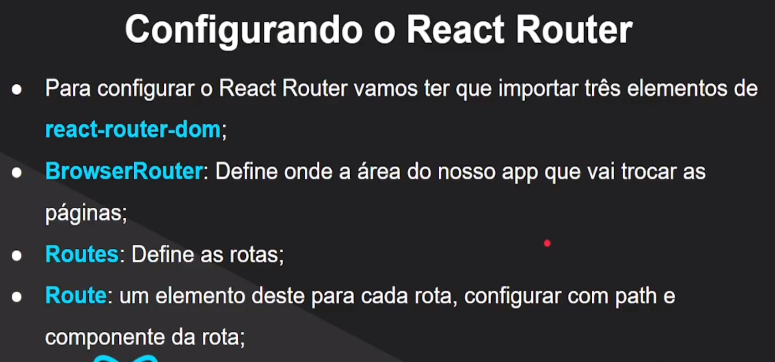 Configurando o React Router
● Para configurar o React Router vamos ter que importar três elementos de
react-router-dom;
● BrowserRouter: Define onde a área do nosso app que vai trocar as
páginas;
● Routes: Define as rotas;
● Route: um elemento deste para cada rota, configurar com path e
componente da rota;